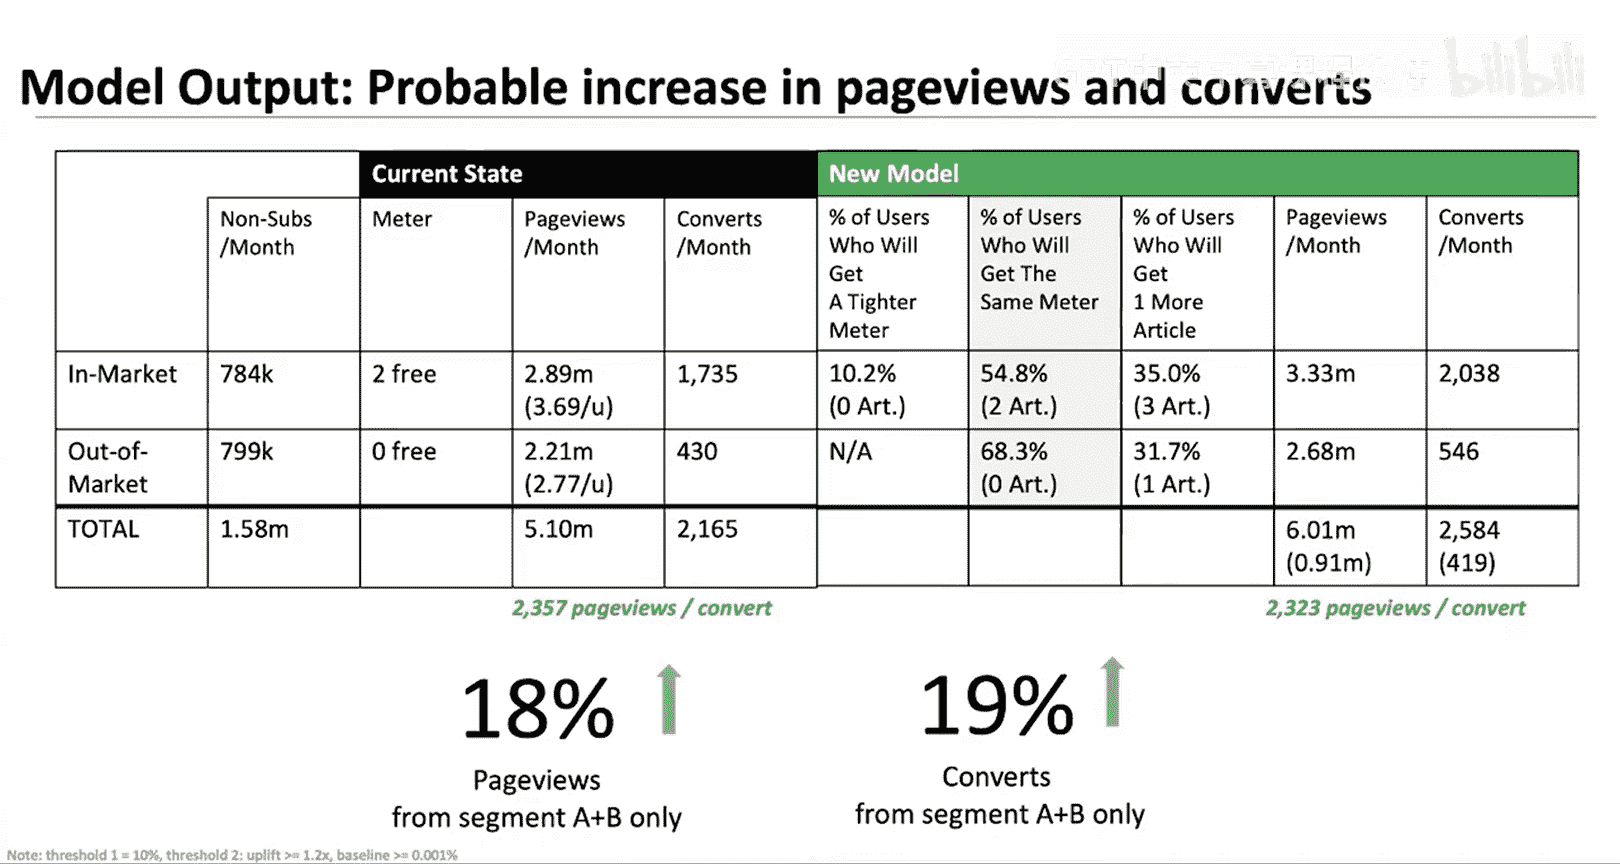 Model Output: Probable increase in pageviews and converts
bilibili
Current State
New Model
Non-Subs
/Month
Meter
Pageviews
/Month
Converts
/Month
% of Users
Who Will
Get
A Tighter
Meter
% of Users
Who Will
Get The
Same Meter
% of Users
Who Will
Get
1 More
Article
Pageviews
/Month
Converts
/Month
In-Market
784k
2 free
2.89m
(3.69/u)
1,735
10.2%
(0 Art.)
54.8%
(2 Art.)
35.0%
(3 Art.)
3.33m
2,038
Out-of-
Market
799k
0 free
2.21m
(2.77/u)
430
N/A
68.3%
(0 Art.)
31.7%
(1 Art.)
2.68m
546
TOTAL
1.58m
5.10m
2,165
6.01m
(0.91m)
2,584
(419)
2,357 pageviews / convert
2,323 pageviews / convert
18%
Pageviews
from segment A+B only
19%
Converts
from segment A+B only
Note: threshold 1 = 10%, threshold 2: uplift >= 1.2x, baseline >= 0.001%